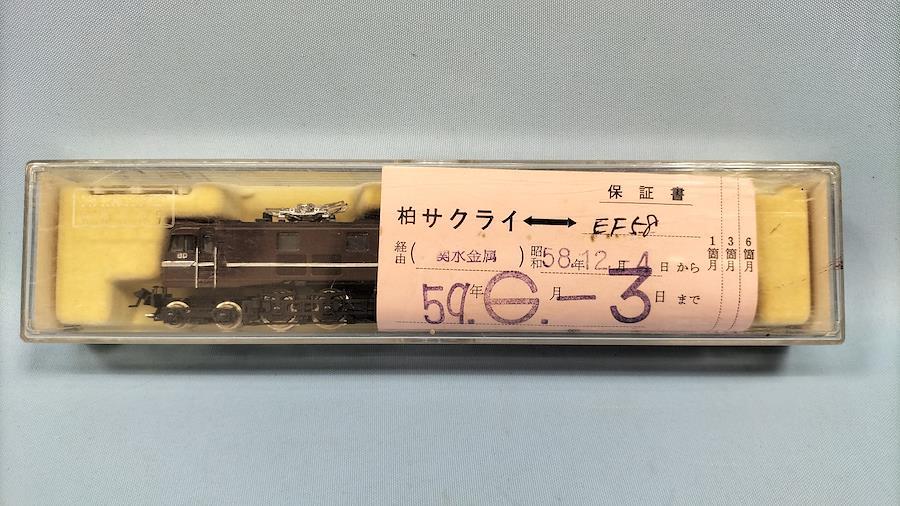 保証書
柏サクライ⟷EF58
経由(関水金属)昭和58年12月4日から
59年6月-3日まで
1箇月 3箇月 6箇月